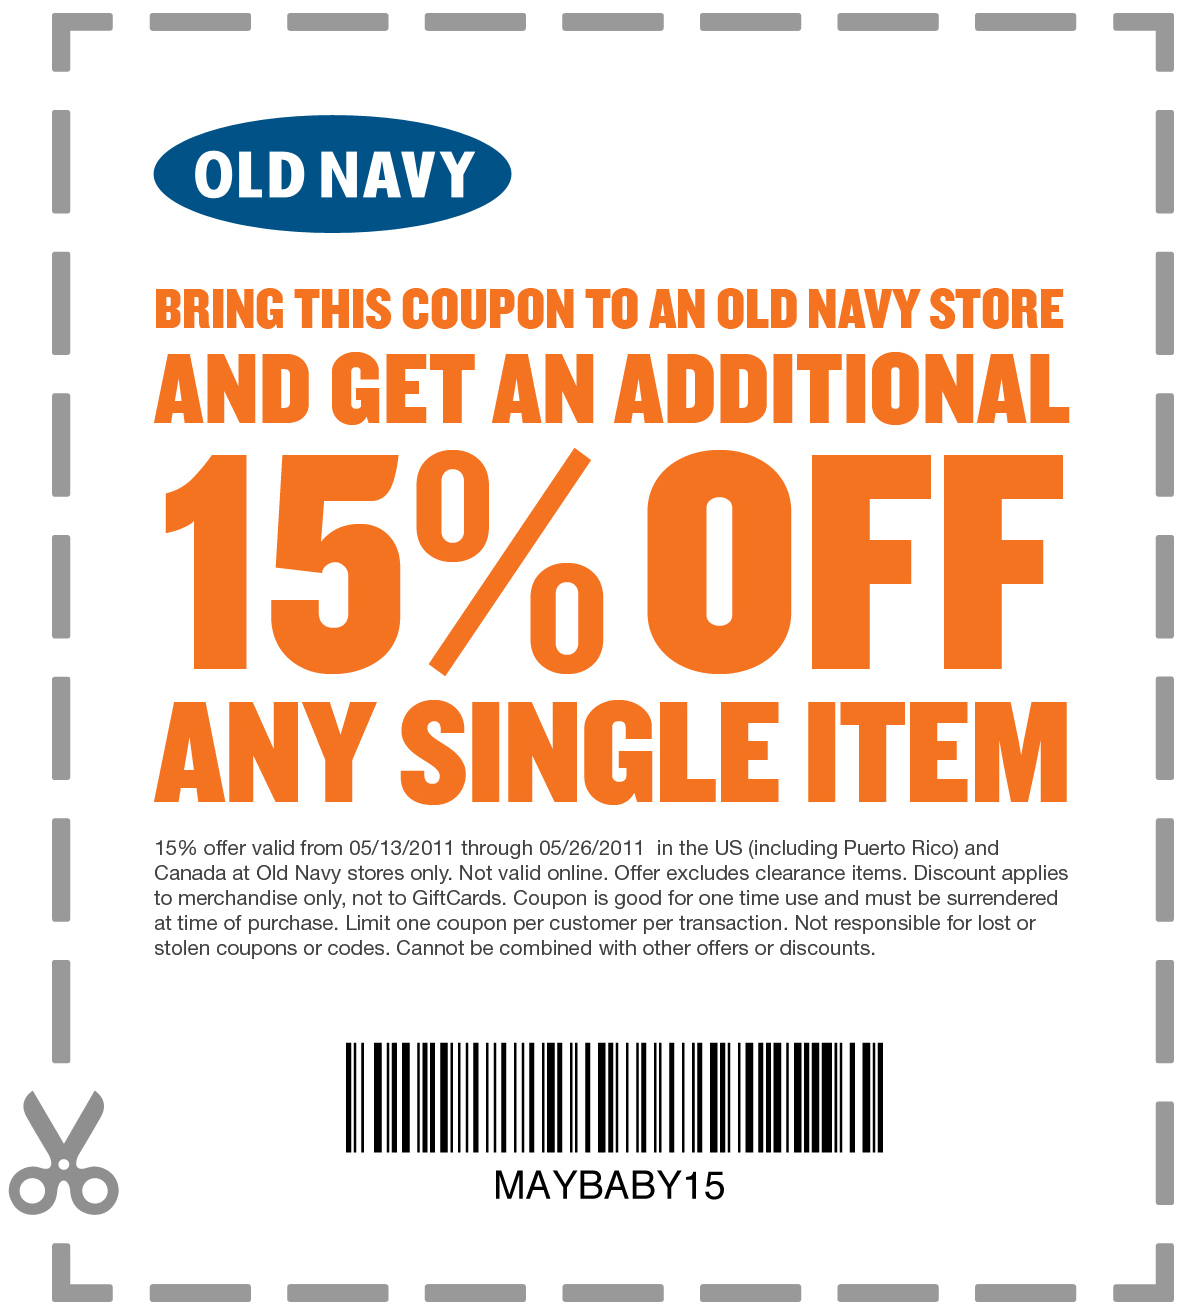 OLD NAVY
BRING THIS COUPON TO AN OLD NAVY STORE
AND GET AN ADDITIONAL
15% OFF
ANY SINGLE ITEM
15% offer valid from 05/13/2011 through 05/26/2011 in the US (including Puerto Rico) and
Canada at Old Navy stores only. Not valid online. Offer excludes clearance items. Discount applies
to merchandise only, not to GiftCards. Coupon is good for one time use and must be surrendered
at time of purchase. Limit one coupon per customer per transaction. Not responsible for lost or
stolen coupons or codes. Cannot be combined with other offers or discounts.
MAYBABY15